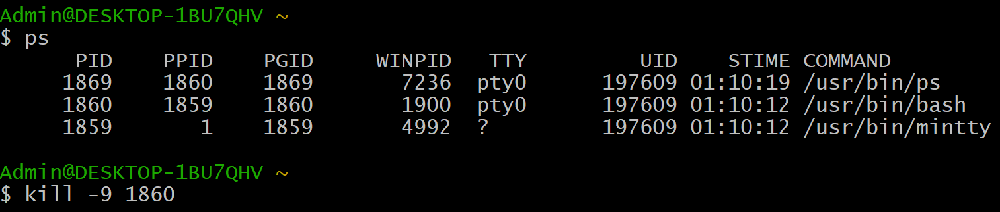 Admin@DESKTOP-1BU7QHV ~
$ ps
PID PPID PGID WINPID TTY UID STIME COMMAND
1869 1860 1869 7236 pty0 197609 01:10:19 /usr/bin/ps
1860 1859 1860 1900 pty0 197609 01:10:12 /usr/bin/bash
1859 1 1859 4992 ? 197609 01:10:12 /usr/bin/mintty
Admin@DESKTOP-1BU7QHV ~
$ kill -9 1860